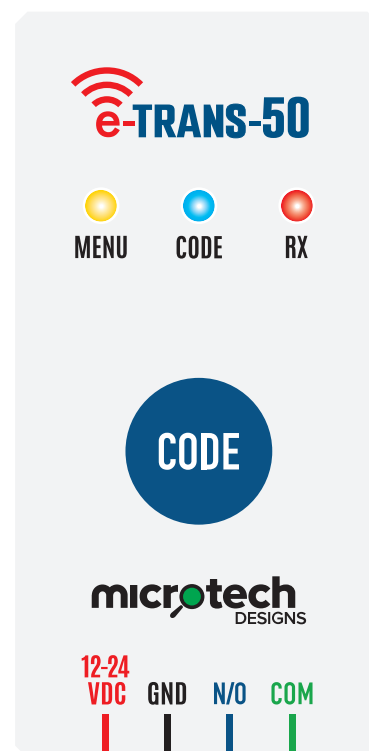 e-TRANS-50
MENU CODE RX
CODE
microtech
DESIGNS
12-24
VDC GND N/O COM